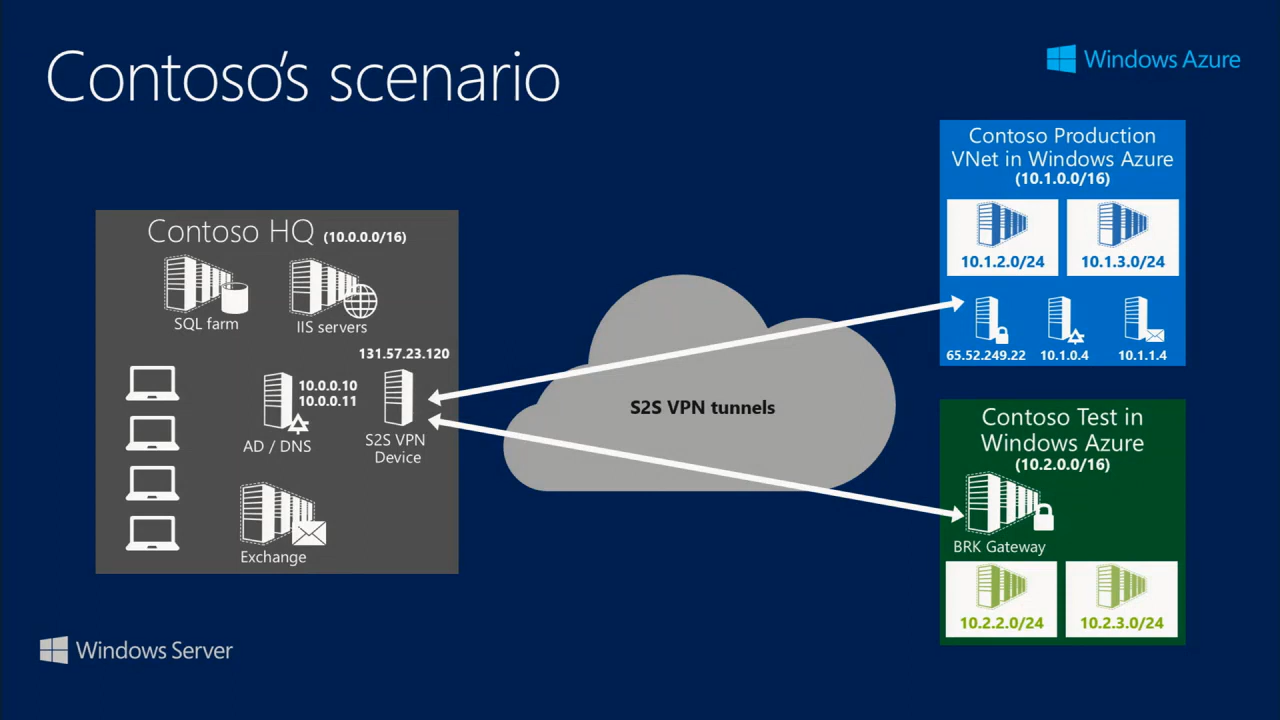 Contoso's scenario
Windows Azure
Contoso Production
VNet in Windows Azure
(10.1.0.0/16)
10.1.2.0/24
10.1.3.0/24
65.52.249.22
10.1.0.4
10.1.1.4
Contoso HQ (10.0.0.0/16)
SQL farm
IIS servers
131.57.23.120
10.0.0.10
10.0.0.11
AD / DNS
S2S VPN
Device
Exchange
S2S VPN tunnels
Contoso Test in
Windows Azure
(10.2.0.0/16)
BRK Gateway
10.2.2.0/24
10.2.3.0/24
Windows Server